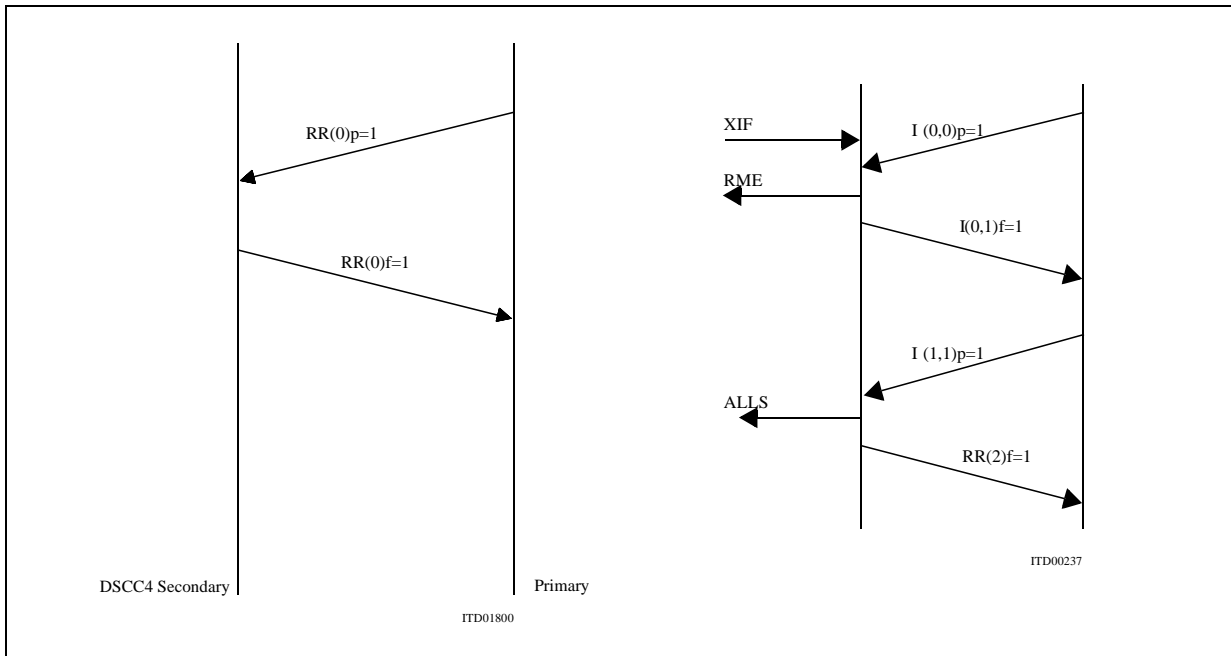 RR(0)p=1
RR(0)f=1
DSCC4 Secondary
Primary
ITD01800
XIF
I (0,0)p=1
RME
I(0,1)f=1
I (1,1)p=1
ALLS
RR(2)f=1
ITD00237